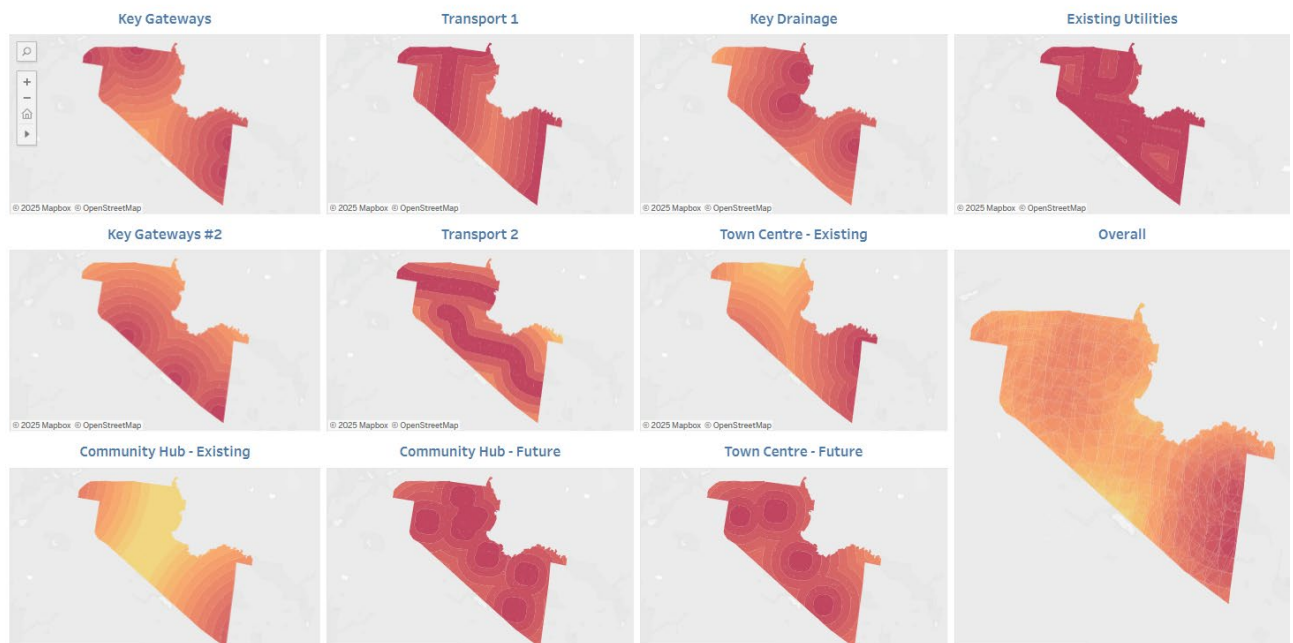 Key Gateways
Transport 1
Key Drainage
Existing Utilities
© 2025 Mapbox © OpenStreetMap
© 2025 Mapbox © OpenStreetMap
© 2025 Mapbox © OpenStreetMap
© 2025 Mapbox © OpenStreetMap
Key Gateways #2
Transport 2
Town Centre - Existing
Overall
© 2025 Mapbox © OpenStreetMap
© 2025 Mapbox © OpenStreetMap
© 2025 Mapbox © OpenStreetMap
Community Hub - Existing
Community Hub - Future
Town Centre - Future